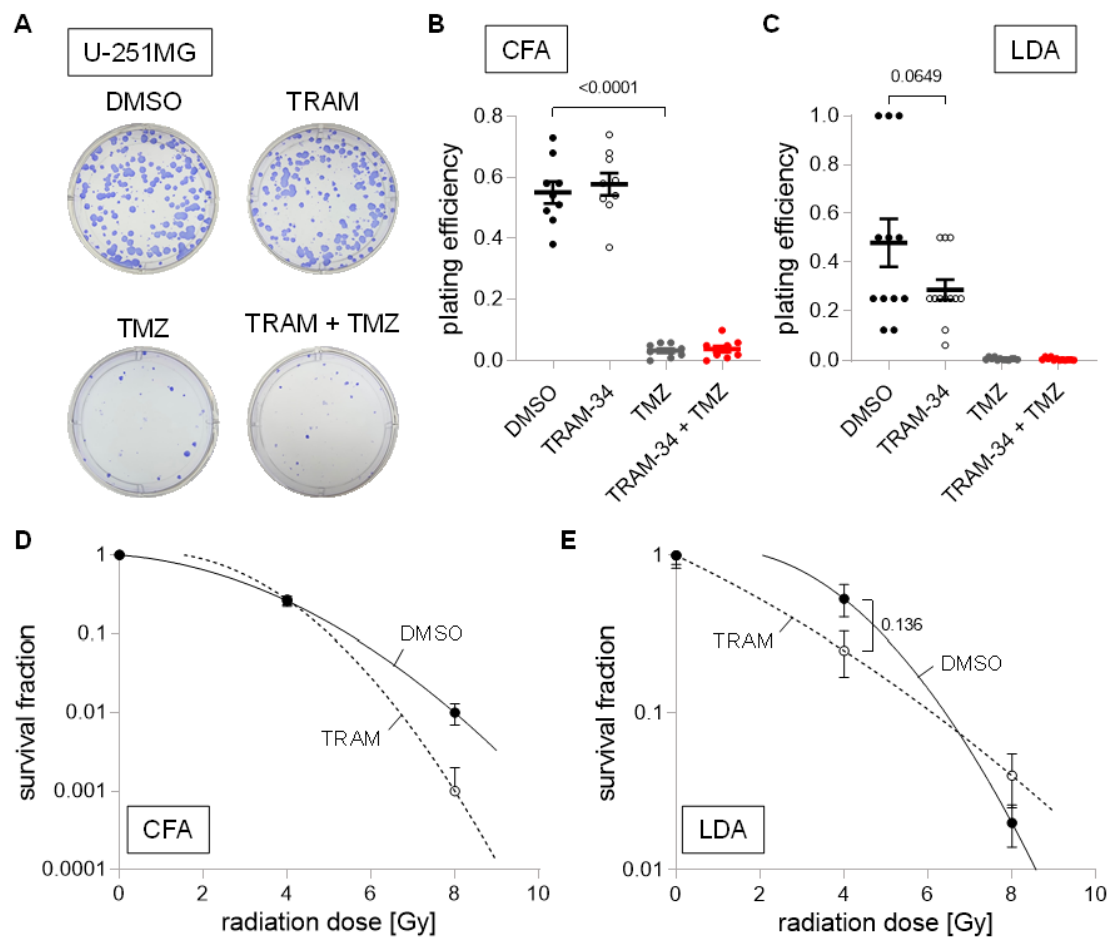 A
U-251MG
DMSO
TRAM
TMZ
TRAM + TMZ
B
CFA
<0.0001
0.8
0.6
0.4
0.2
0.0
plating efficiency
DMSO
TRAM-34
TMZ
TRAM-34 + TMZ
C
LDA
0.0649
1.0
0.8
0.6
0.4
0.2
0.0
plating efficiency
DMSO
TRAM-34
TMZ
TRAM-34 + TMZ
D
1
0.1
0.01
0.001
0.0001
survival fraction
DMSO
TRAM
CFA
0
2
4
6
8
10
radiation dose [Gy]
E
1
0.1
0.01
survival fraction
TRAM
0.136
DMSO
LDA
0
2
4
6
8
10
radiation dose [Gy]